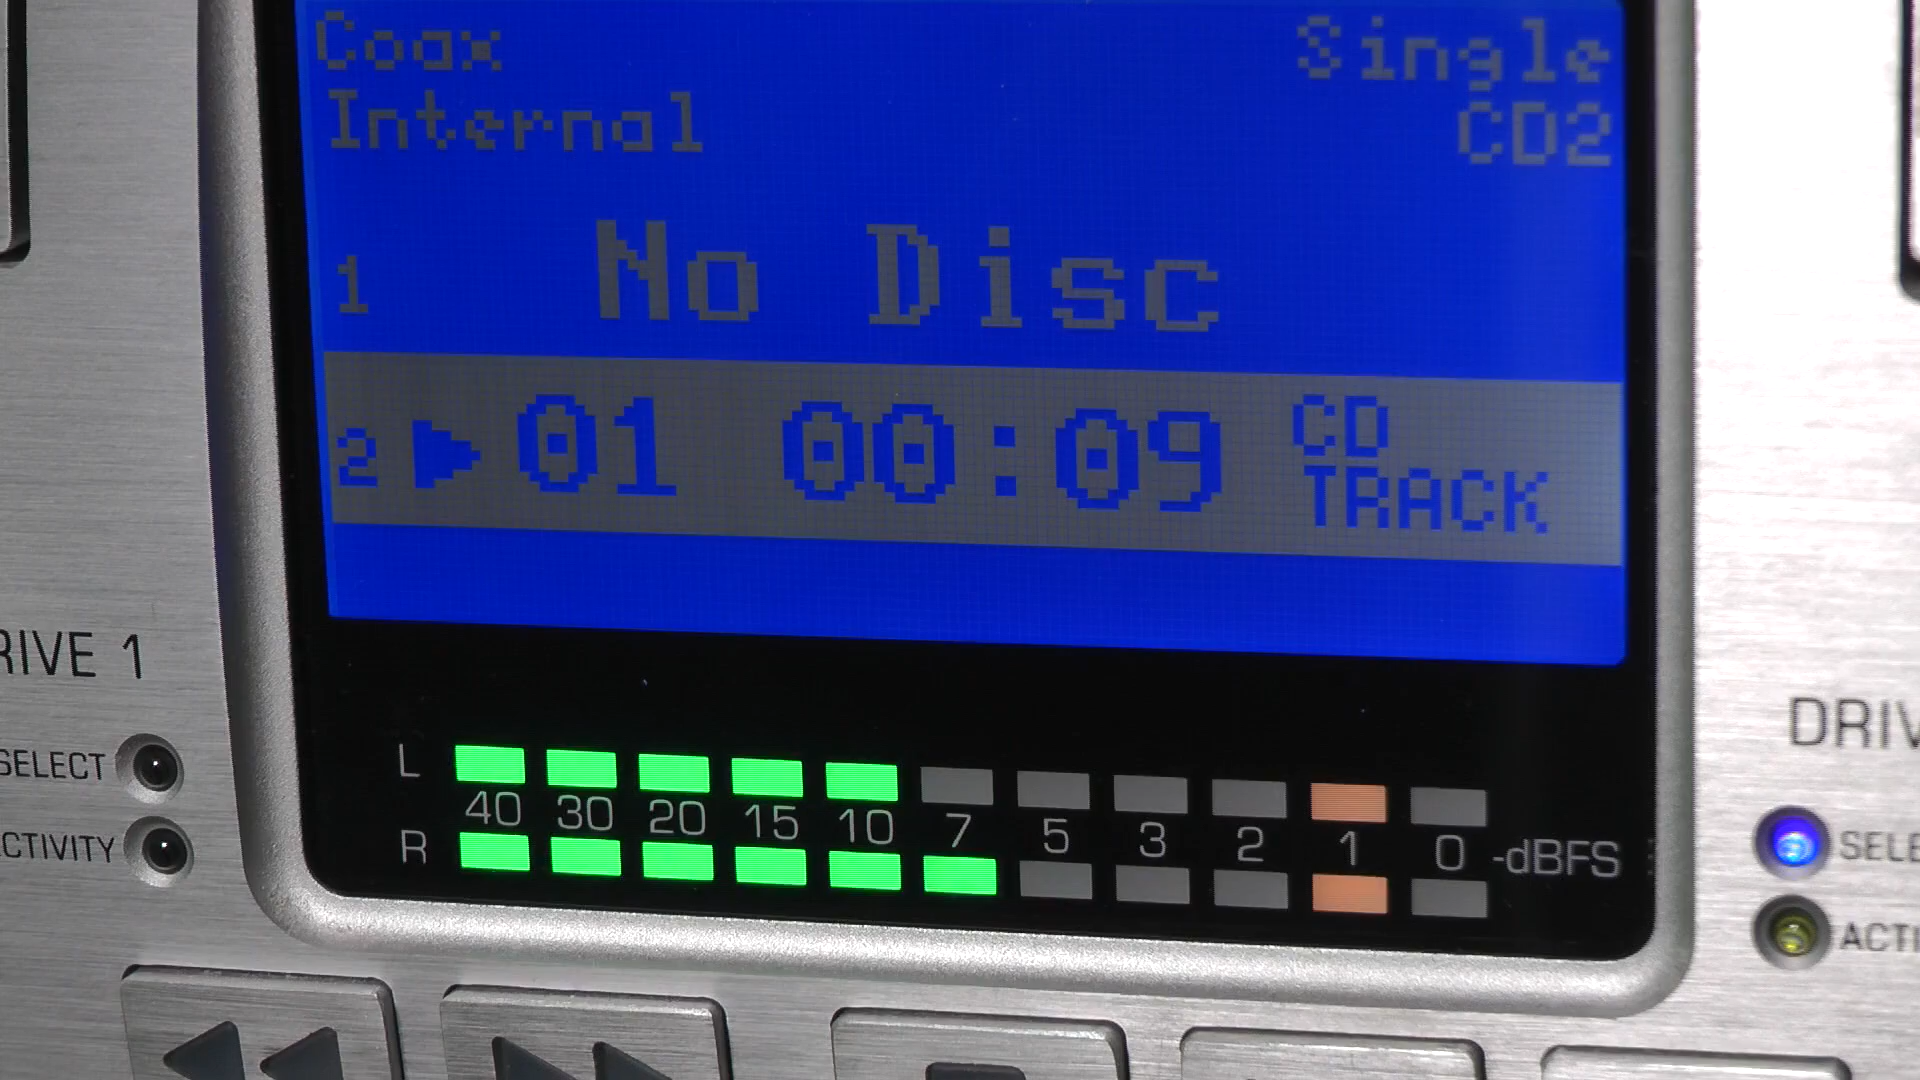 Coax Single
Internal CD2
1 No Disc
2 ▶ 01 00:09 CD
TRACK
RIVE 1
SELECT
CTIVITY
L
40 30 20 15 10 7 5 3 2 1 0 -dBFS
R
DRIV
SELE
ACTI